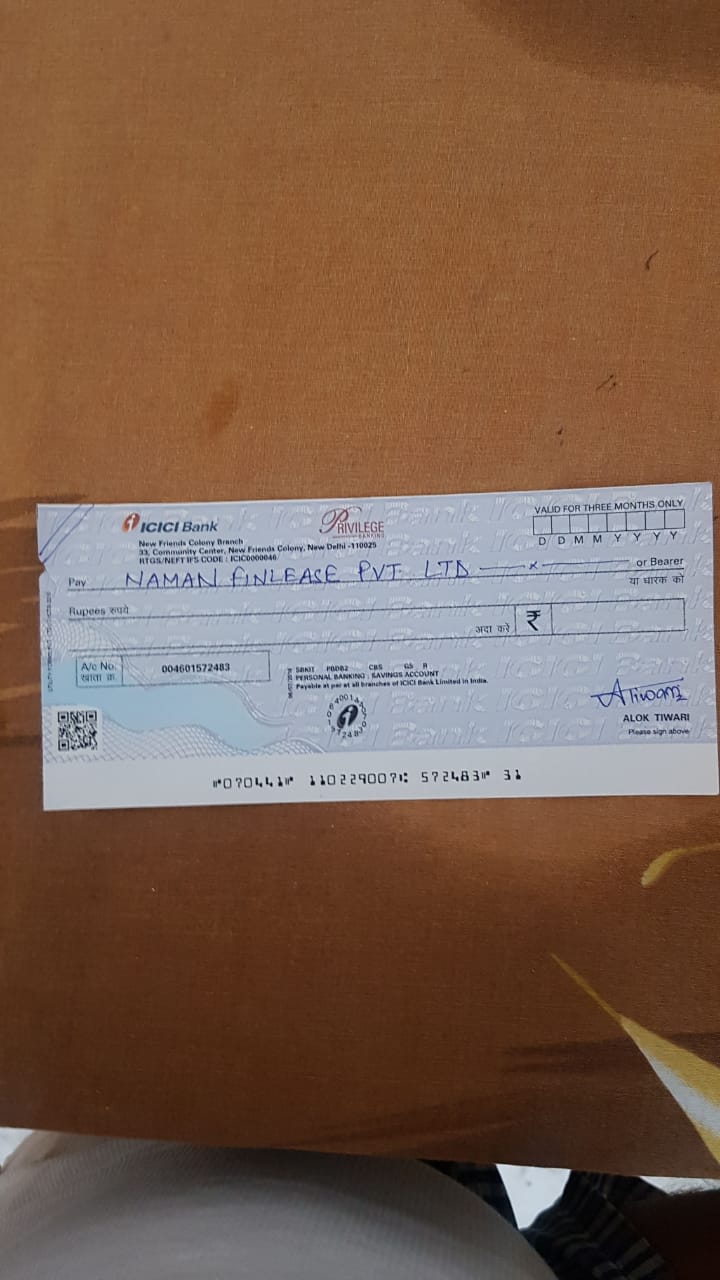 ICICI Bank
PRIVILEGE
BANKING
VALID FOR THREE MONTHS ONLY
D D M M Y Y Y Y
New Friends Colony Branch
33, Community Center, New Friends Colony, New Delhi -110025
RTGS/NEFT IFS CODE : ICIC0000046
Pay NAMAN FINLEASE PVT. LTD —x— or Bearer
या धारक को
Rupees रुपये
अदा करे ₹
A/c No. 004601572483
खाता क्र.
SBKIT PBDB2 CBS GS R
PERSONAL BANKING : SAVINGS ACCOUNT
Payable at par at all branches of ICICI Bank Limited in India.
ATiwari
ALOK TIWARI
Please sign above
⑈070441⑈ 110229007⑆ 572483⑈ 31